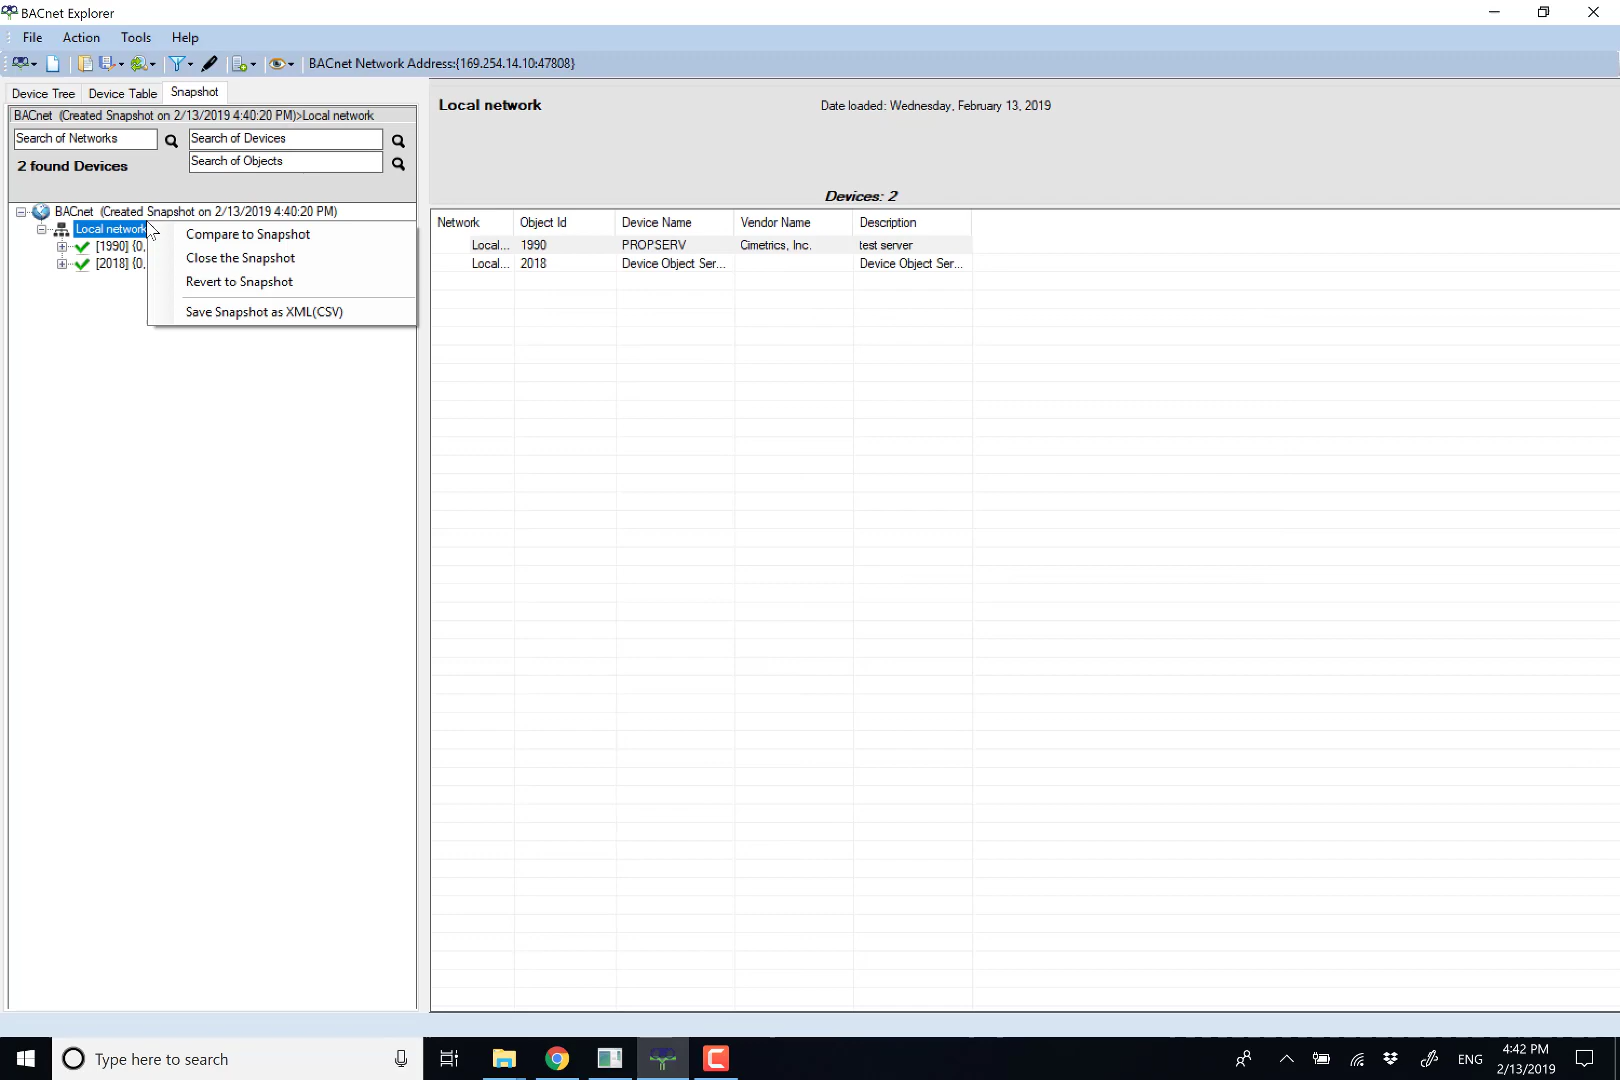 BACnet Explorer
File Action Tools Help
BACnet Network Address:{169.254.14.10:47808}
Device Tree Device Table Snapshot
BACnet (Created Snapshot on 2/13/2019 4:40:20 PM)>Local network
Search of Networks Search of Devices
2 found Devices Search of Objects
BACnet (Created Snapshot on 2/13/2019 4:40:20 PM)
Local network
[1990] {0,
[2018] {0,
Compare to Snapshot
Close the Snapshot
Revert to Snapshot
Save Snapshot as XML(CSV)
Local network Date loaded: Wednesday, February 13, 2019
Devices: 2
Network Object Id Device Name Vendor Name Description
Local... 1990 PROPSERV Cimetrics, Inc. test server
Local... 2018 Device Object Ser... Device Object Ser...
Type here to search
ENG
4:42 PM
2/13/2019